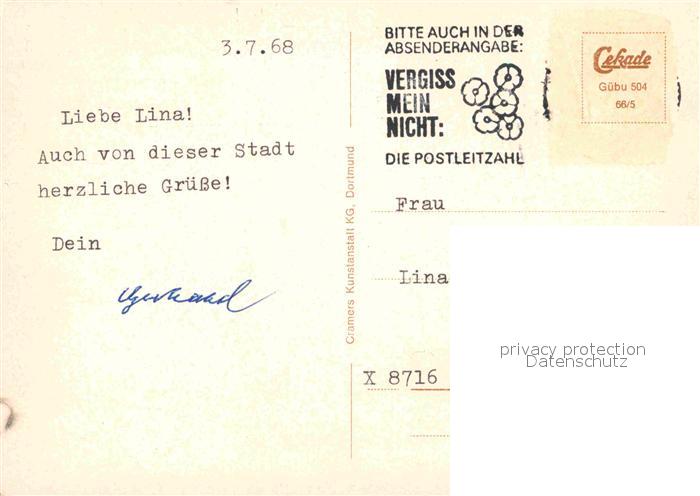 3.7.68
Liebe Lina!
Auch von dieser Stadt
herzliche Grüße!
Dein
Gerhard
Cramers Kunstanstalt KG, Dortmund
BITTE AUCH IN DER
ABSENDERANGABE:
VERGISS
MEIN
NICHT:
DIE POSTLEITZAHL
Cekade
Gübu 504
66/5
Frau
Lina
X 8716
privacy protection
Datenschutz